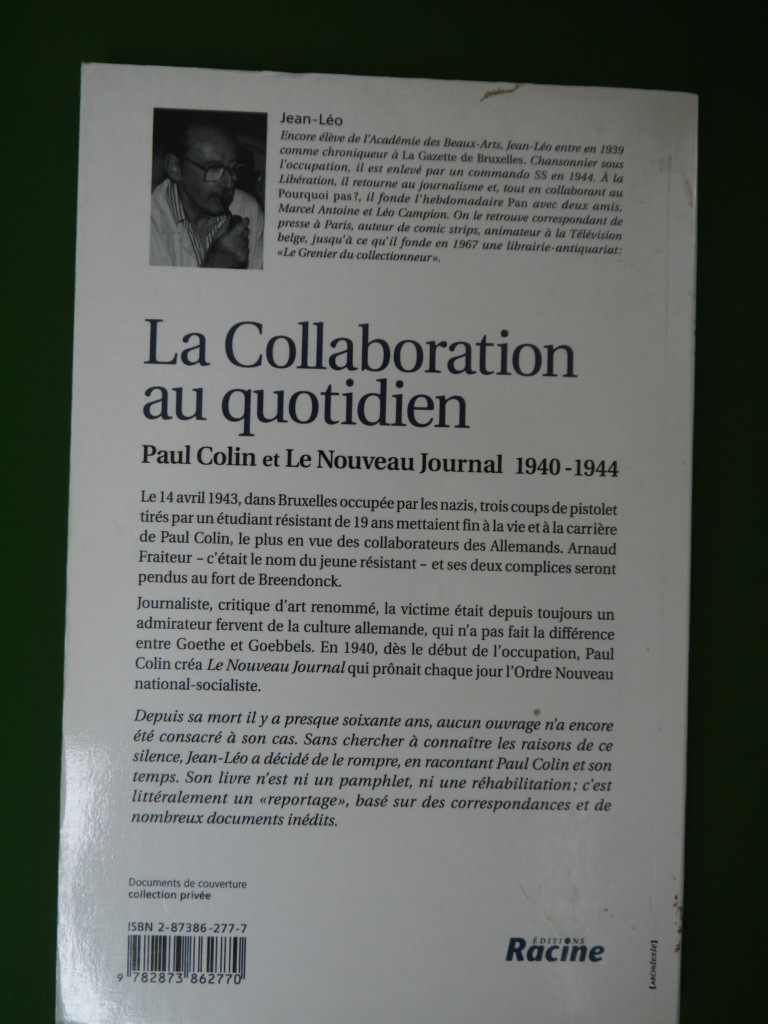 Jean-Léo
Encore élève de l'Académie des Beaux-Arts, Jean-Léo entre en 1939
comme chroniqueur à La Gazette de Bruxelles. Chansonnier sous
l'occupation, il est enlevé par un commando SS en 1944. À la
Libération, il retourne au journalisme et, tout en collaborant au
Pourquoi pas?, il fonde l'hebdomadaire Pan avec deux amis,
Marcel Antoine et Léo Campion. On le retrouve correspondant de
presse à Paris, auteur de comic strips, animateur à la Télévision
belge, jusqu'à ce qu'il fonde en 1967 une librairie-antiquariat:
«Le Grenier du collectionneur».
La Collaboration
au quotidien
Paul Colin et Le Nouveau Journal 1940-1944
Le 14 avril 1943, dans Bruxelles occupée par les nazis, trois coups de pistolet
tirés par un étudiant résistant de 19 ans mettaient fin à la vie et à la carrière
de Paul Colin, le plus en vue des collaborateurs des Allemands. Arnaud
Fraiteur – c'était le nom du jeune résistant – et ses deux complices seront
pendus au fort de Breendonck.
Journaliste, critique d'art renommé, la victime était depuis toujours un
admirateur fervent de la culture allemande, qui n'a pas fait la différence
entre Goethe et Goebbels. En 1940, dès le début de l'occupation, Paul
Colin créa Le Nouveau Journal qui prônait chaque jour l'Ordre Nouveau
national-socialiste.
Depuis sa mort il y a presque soixante ans, aucun ouvrage n'a encore
été consacré à son cas. Sans chercher à connaître les raisons de ce
silence, Jean-Léo a décidé de le rompre, en racontant Paul Colin et son
temps. Son livre n'est ni un pamphlet, ni une réhabilitation; c'est
littéralement un «reportage», basé sur des correspondances et de
nombreux documents inédits.
Documents de couverture
collection privée
ISBN 2-87386-277-7
9 782873 862770
ÉDITIONS
Racine
[ARCHItexte]